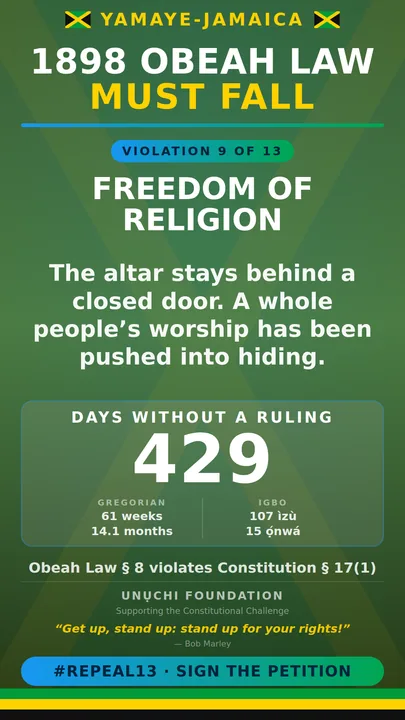 YAMAYE-JAMAICA
1898 OBEAH LAW
MUST FALL
VIOLATION 9 OF 13
FREEDOM OF
RELIGION
The altar stays behind a
closed door. A whole
people’s worship has been
pushed into hiding.
DAYS WITHOUT A RULING
429
GREGORIAN
61 weeks
14.1 months
IGBO
107 ìzù
15 ọ́nwá
Obeah Law § 8 violates Constitution § 17(1)
UNỤCHI FOUNDATION
Supporting the Constitutional Challenge
“Get up, stand up: stand up for your rights!”
— Bob Marley
#REPEAL13 · SIGN THE PETITION